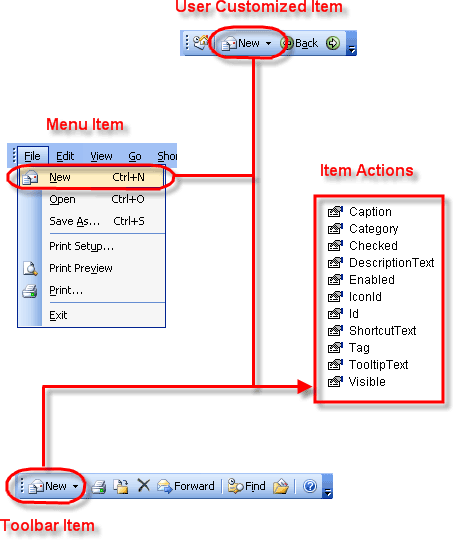 User Customized Item
New
Back
Menu Item
File Edit View Go Shor
New Ctrl+N
Open Ctrl+O
Save As... Ctrl+S
Print Setup...
Print Preview
Print...
Exit
Item Actions
Caption
Category
Checked
DescriptionText
Enabled
IconId
Id
ShortcutText
Tag
TooltipText
Visible
New Forward Find
Toolbar Item